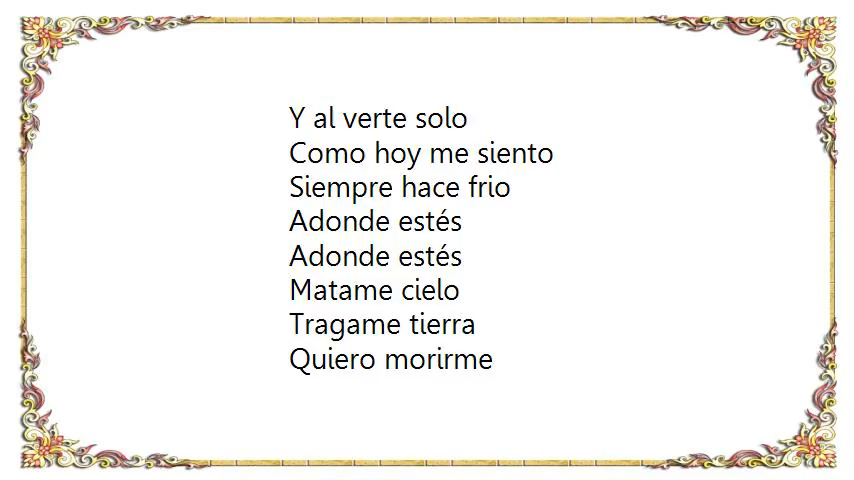 Y al verte solo
Como hoy me siento
Siempre hace frio
Adonde estés
Adonde estés
Matame cielo
Tragame tierra
Quiero morirme